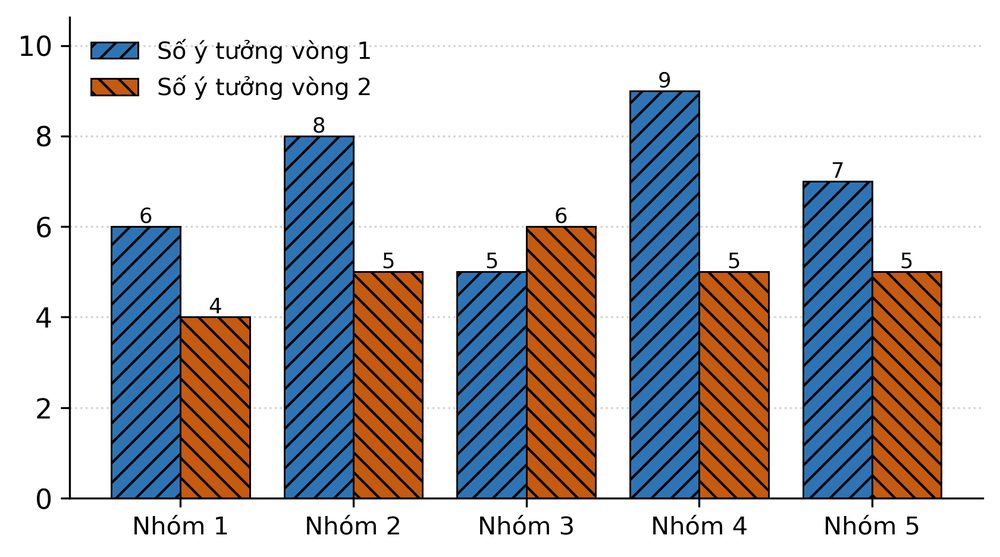 Số ý tưởng vòng 1
Số ý tưởng vòng 2
10
8
6
4
2
0
6
4
8
5
5
6
9
5
7
5
Nhóm 1
Nhóm 2
Nhóm 3
Nhóm 4
Nhóm 5